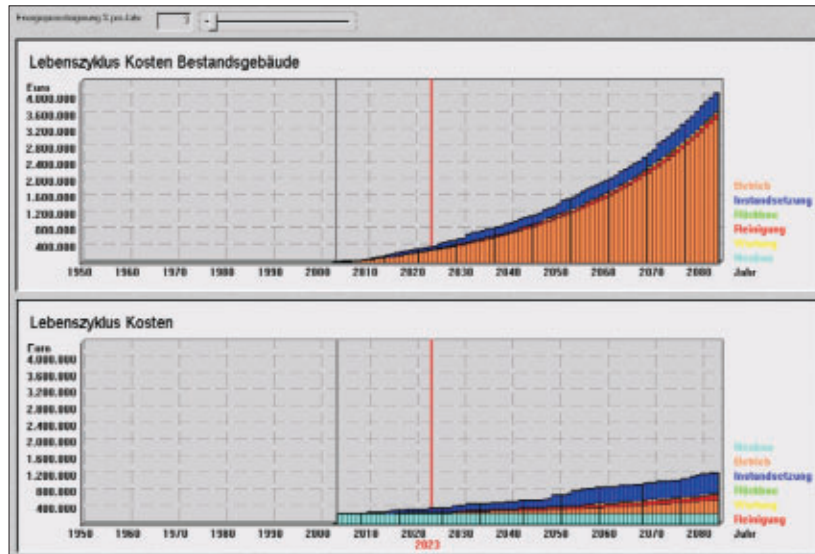 Energiepreissteigerung % pro Jahr
Lebenszyklus Kosten Bestandsgebäude
Euro
4.000.000
3.600.000
3.200.000
2.800.000
2.400.000
2.000.000
1.600.000
1.200.000
800.000
400.000
1950 1960 1970 1980 1990 2000 2010 2020 2030 2040 2050 2060 2070 2080
Betrieb
Instandsetzung
Rückbau
Reinigung
Wartung
Neubau
Jahr
Lebenszyklus Kosten
Euro
4.000.000
3.600.000
3.200.000
2.800.000
2.400.000
2.000.000
1.600.000
1.200.000
800.000
400.000
1950 1960 1970 1980 1990 2000 2010 2020 2030 2040 2050 2060 2070 2080
2023
Neubau
Betrieb
Instandsetzung
Rückbau
Wartung
Reinigung
Jahr